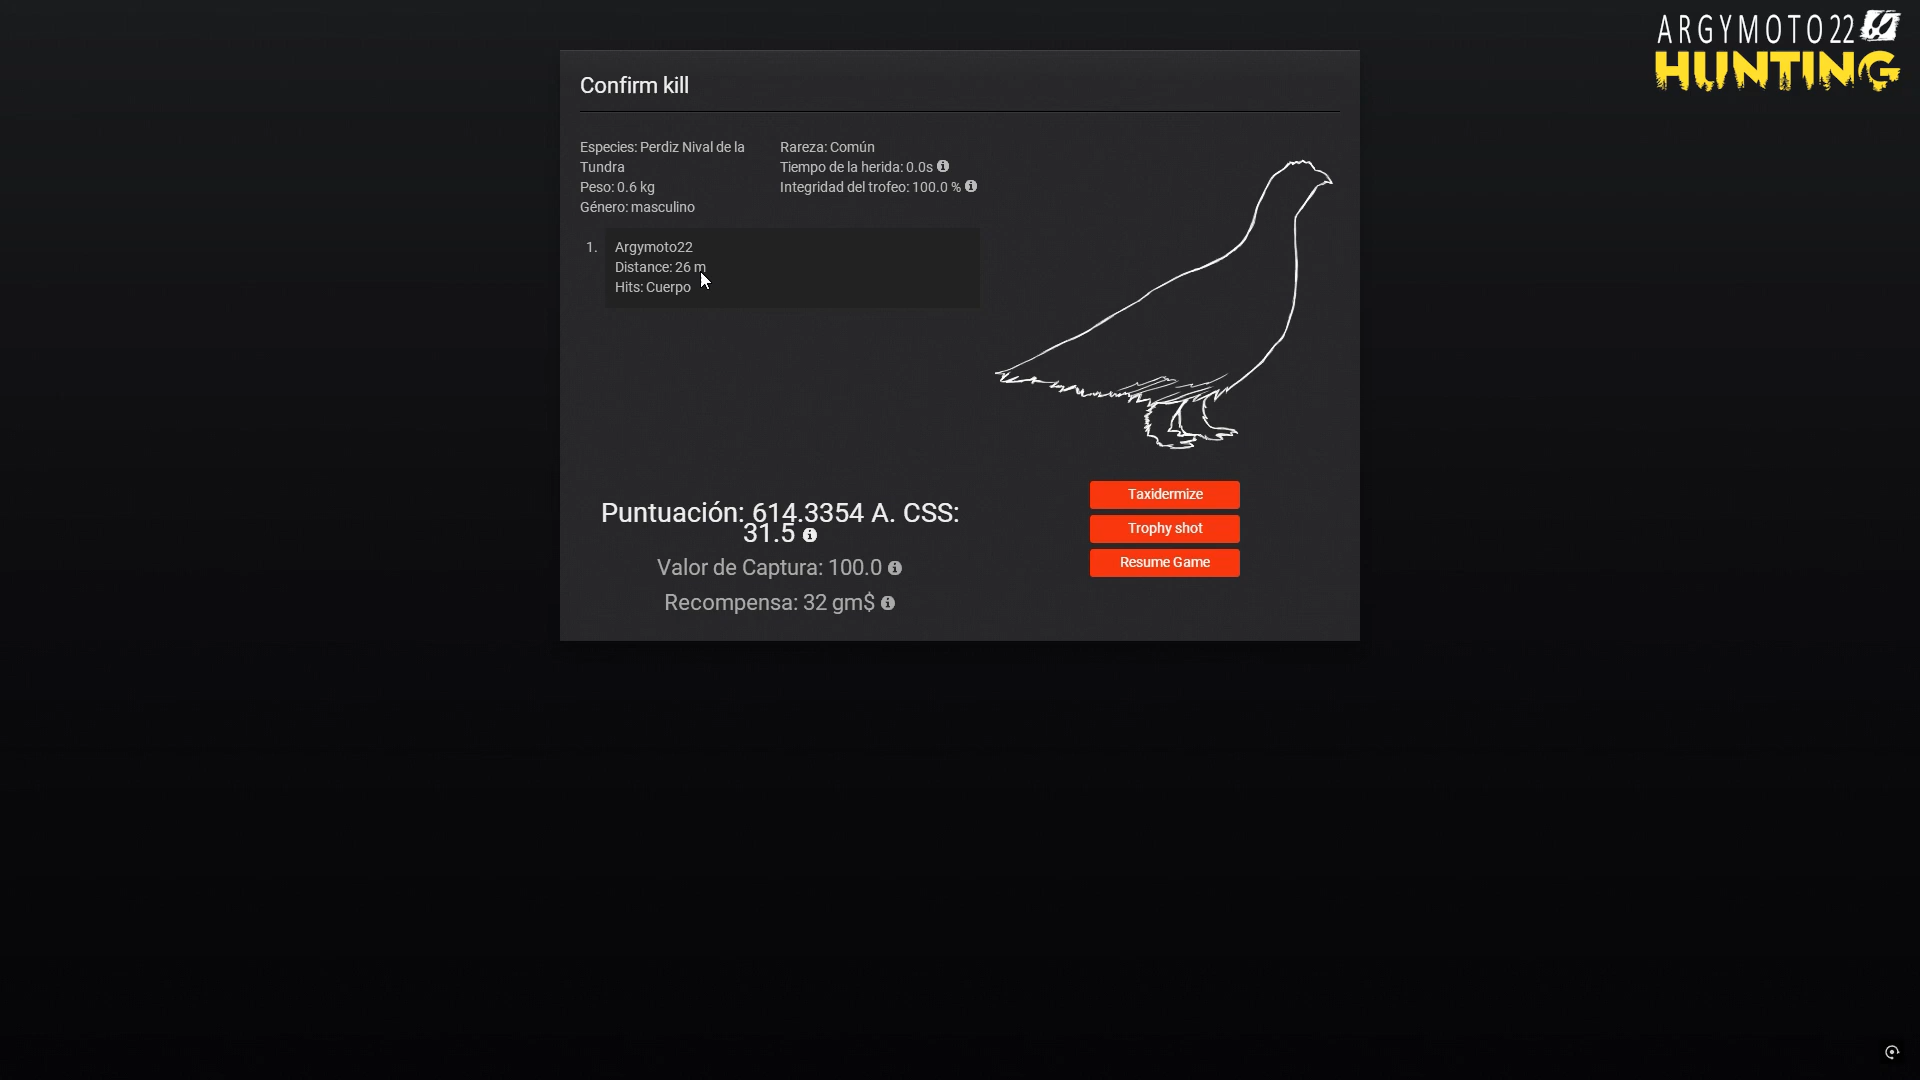 ARGYMOTO22
HUNTING
Confirm kill
Especies: Perdiz Nival de la
Tundra
Peso: 0.6 kg
Género: masculino
Rareza: Común
Tiempo de la herida: 0.0s
Integridad del trofeo: 100.0 %
1.
Argymoto22
Distance: 26 m
Hits: Cuerpo
Puntuación: 614.3354 A. CSS:
31.5
Valor de Captura: 100.0
Recompensa: 32 gm$
Taxidermize
Trophy shot
Resume Game